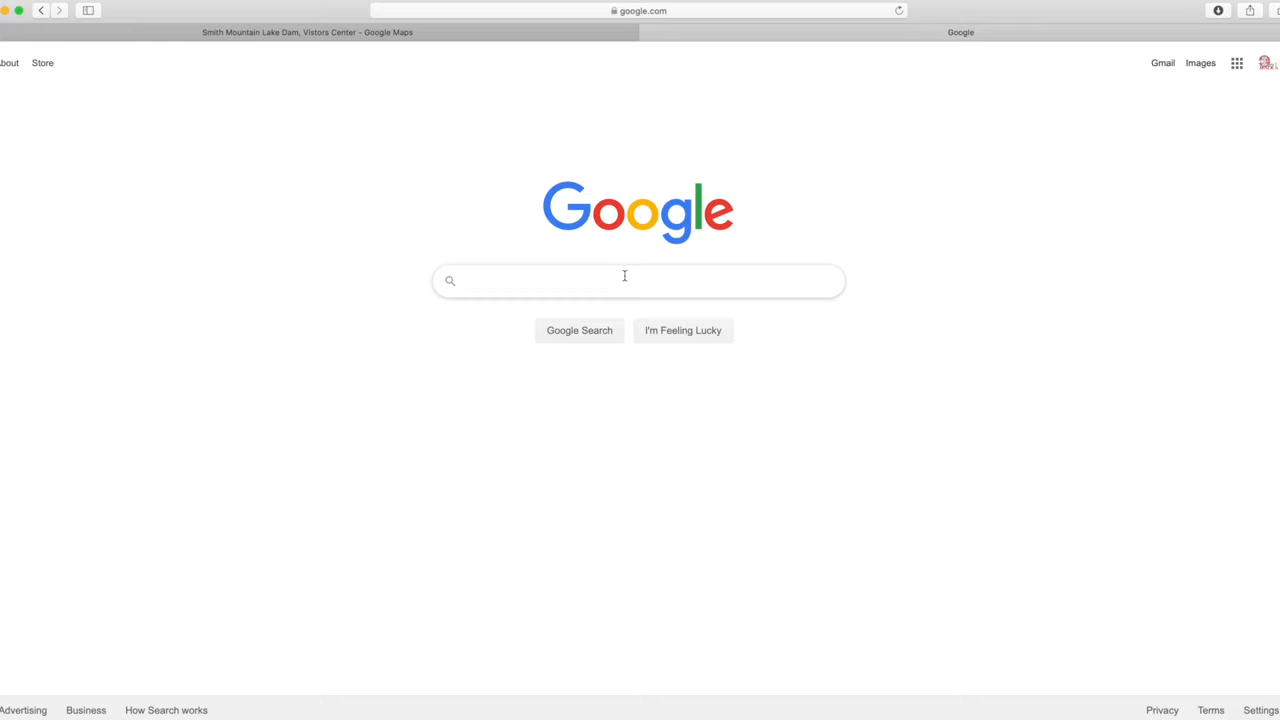 google.com
Smith Mountain Lake Dam, Vistors Center - Google Maps
Google
bout
Store
Gmail
Images
Google
Google Search
I'm Feeling Lucky
Advertising
Business
How Search works
Privacy
Terms
Settings